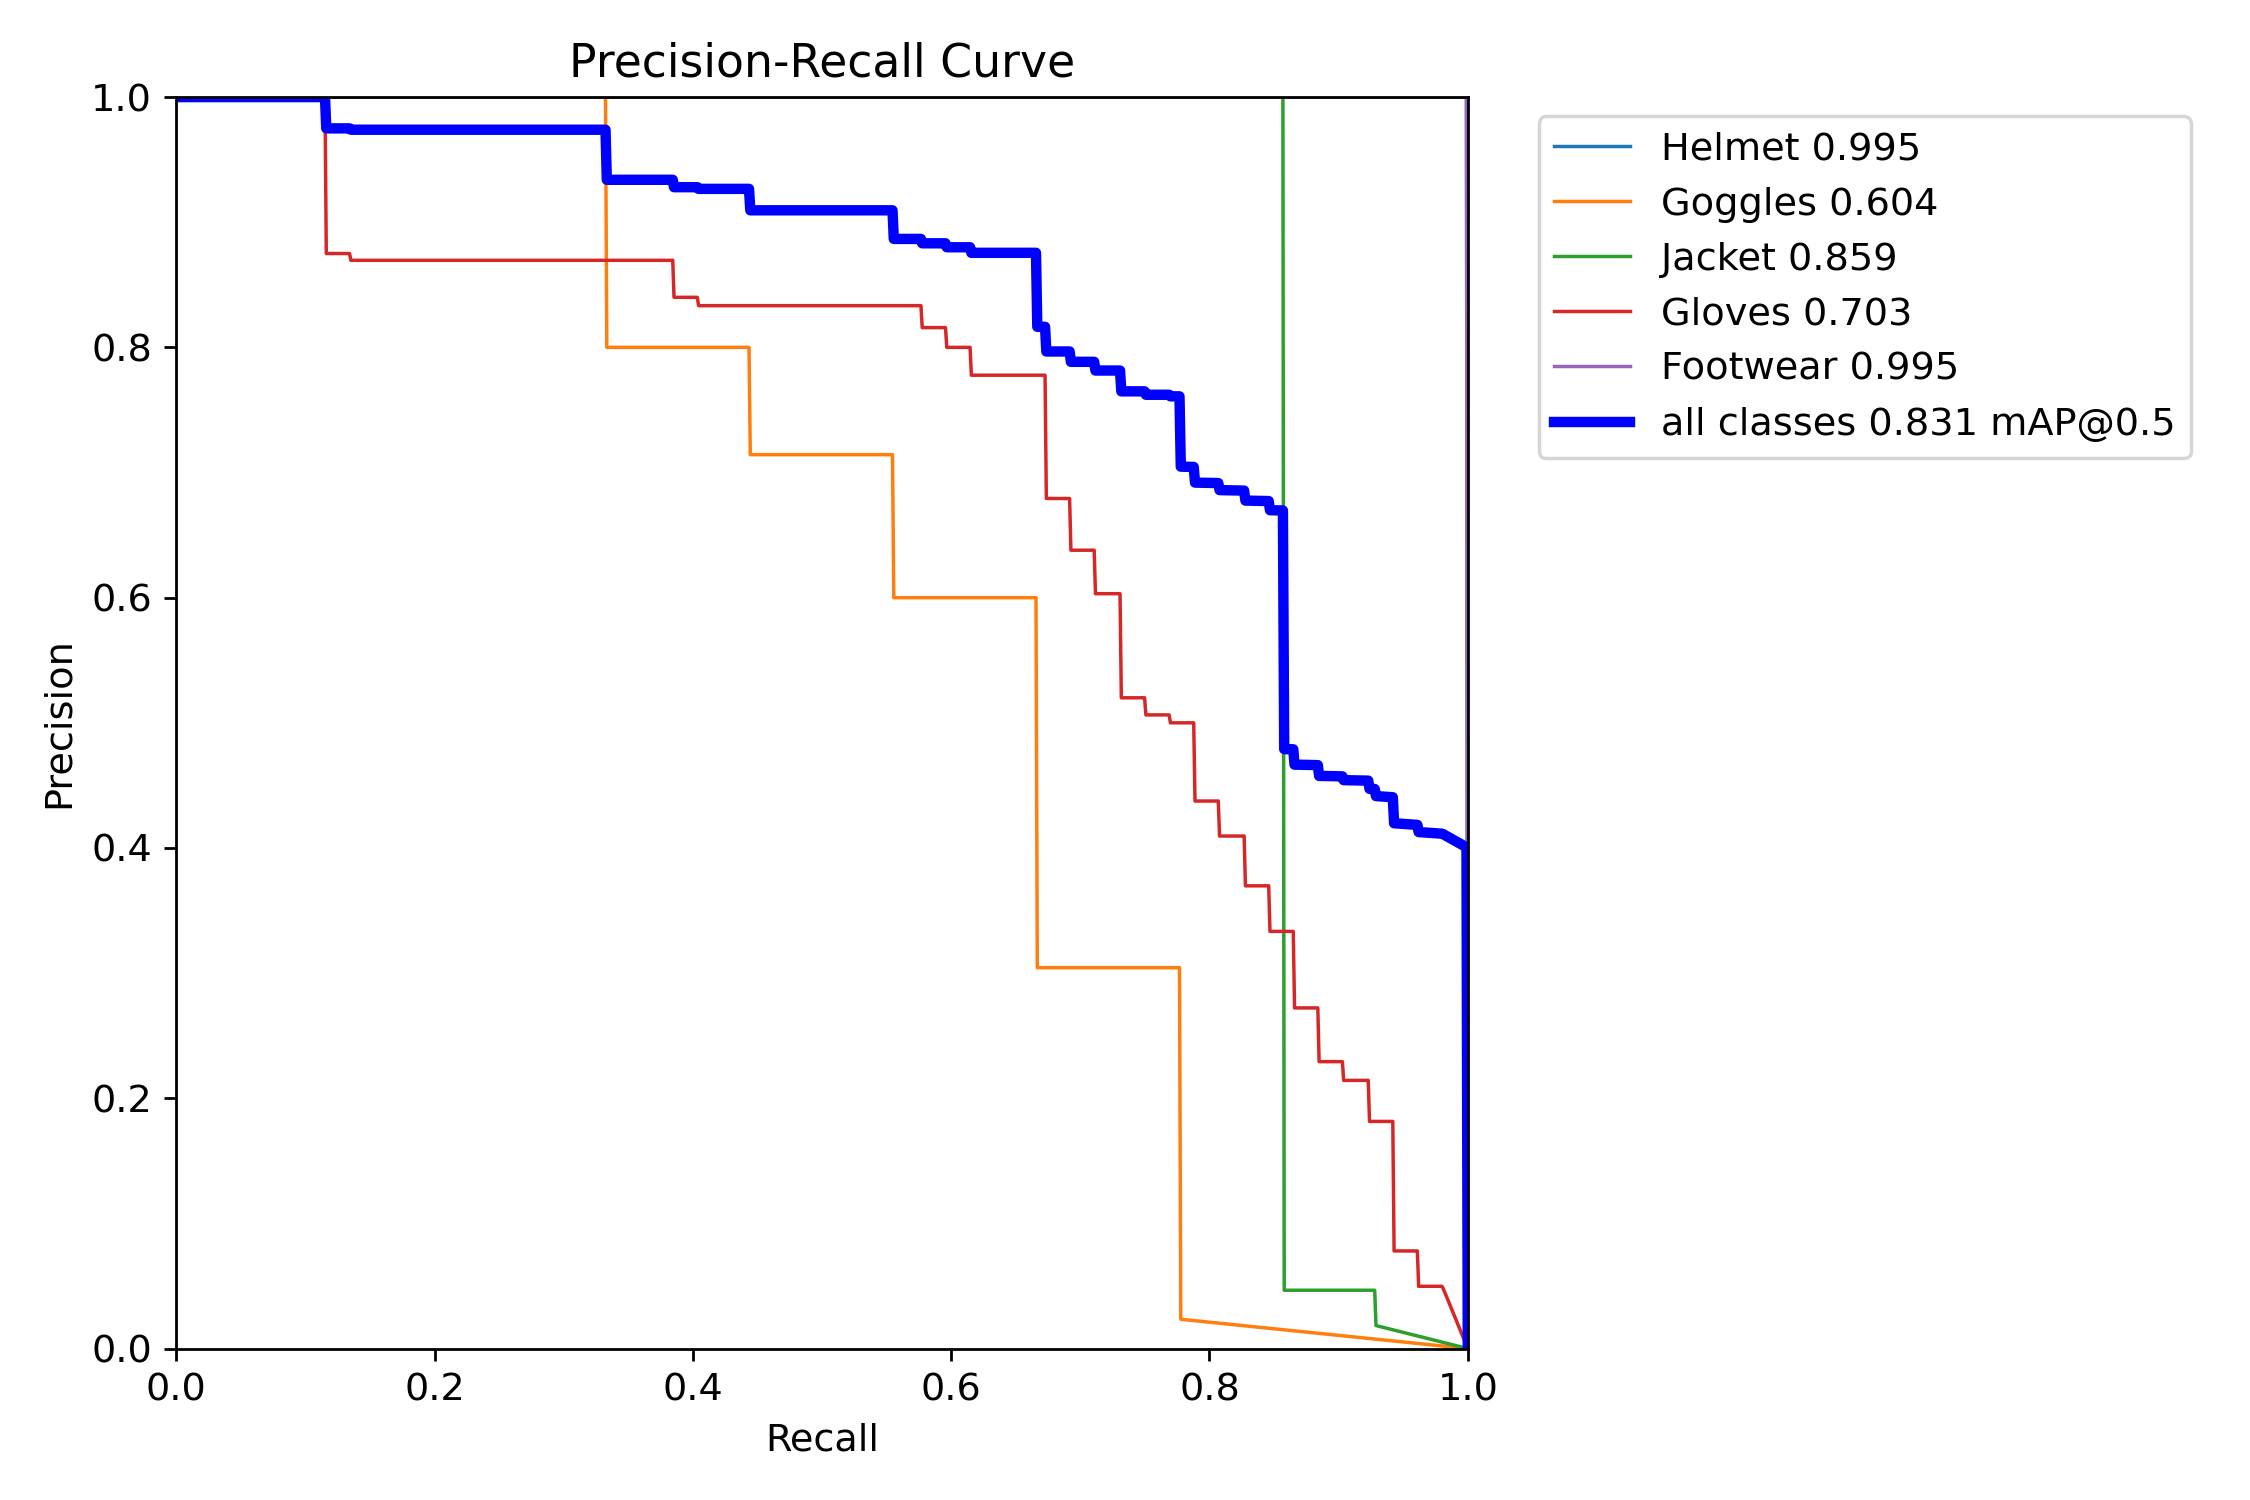 Precision-Recall Curve
1.0
0.8
0.6
0.4
0.2
0.0
Precision
0.0 0.2 0.4 0.6 0.8 1.0
Recall
Helmet 0.995
Goggles 0.604
Jacket 0.859
Gloves 0.703
Footwear 0.995
all classes 0.831 mAP@0.5